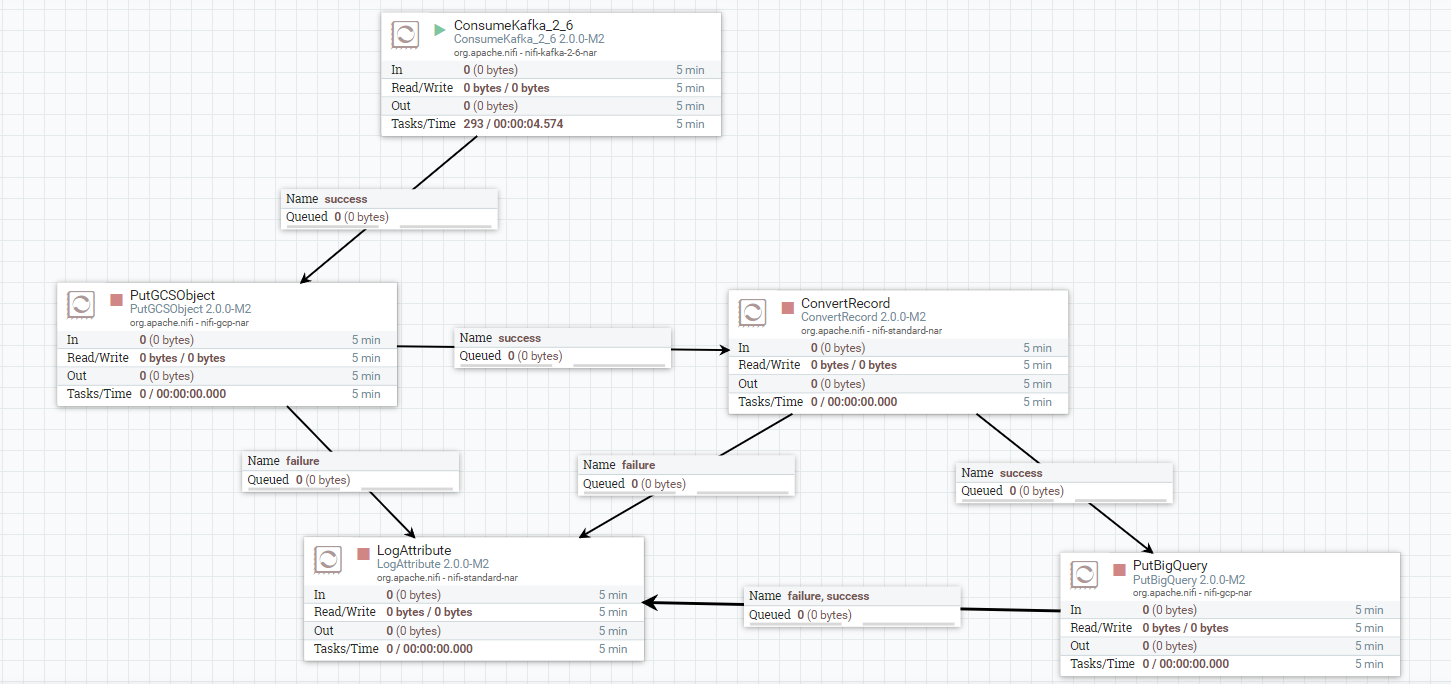 ConsumeKafka_2_6
ConsumeKafka_2_6 2.0.0-M2
org.apache.nifi - nifi-kafka-2-6-nar
In 0 (0 bytes) 5 min
Read/Write 0 bytes / 0 bytes 5 min
Out 0 (0 bytes) 5 min
Tasks/Time 293 / 00:00:04.574 5 min
Name success
Queued 0 (0 bytes)
PutGCSObject
PutGCSObject 2.0.0-M2
org.apache.nifi - nifi-gcp-nar
In 0 (0 bytes) 5 min
Read/Write 0 bytes / 0 bytes 5 min
Out 0 (0 bytes) 5 min
Tasks/Time 0 / 00:00:00.000 5 min
Name success
Queued 0 (0 bytes)
ConvertRecord
ConvertRecord 2.0.0-M2
org.apache.nifi - nifi-standard-nar
In 0 (0 bytes) 5 min
Read/Write 0 bytes / 0 bytes 5 min
Out 0 (0 bytes) 5 min
Tasks/Time 0 / 00:00:00.000 5 min
Name failure
Queued 0 (0 bytes)
Name failure
Queued 0 (0 bytes)
Name success
Queued 0 (0 bytes)
LogAttribute
LogAttribute 2.0.0-M2
org.apache.nifi - nifi-standard-nar
In 0 (0 bytes) 5 min
Read/Write 0 bytes / 0 bytes 5 min
Out 0 (0 bytes) 5 min
Tasks/Time 0 / 00:00:00.000 5 min
Name failure, success
Queued 0 (0 bytes)
PutBigQuery
PutBigQuery 2.0.0-M2
org.apache.nifi - nifi-gcp-nar
In 0 (0 bytes) 5 min
Read/Write 0 bytes / 0 bytes 5 min
Out 0 (0 bytes) 5 min
Tasks/Time 0 / 00:00:00.000 5 min